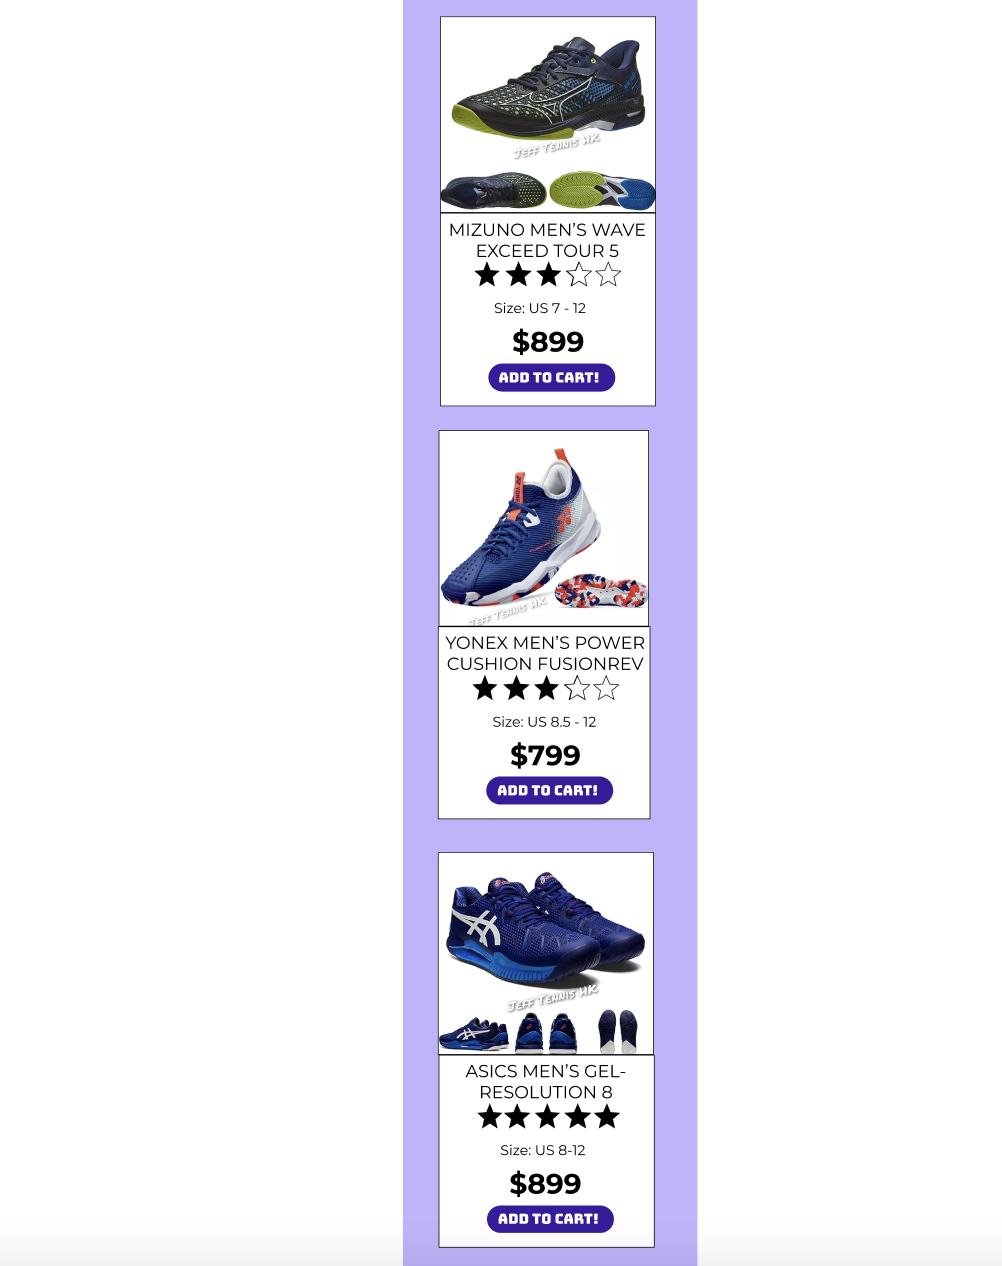 JEFF TENNIS HK
MIZUNO MEN'S WAVE
EXCEED TOUR 5
Size: US 7 - 12
$899
ADD TO CART!
YONEX
JEFF TENNIS HK
YONEX MEN'S POWER
CUSHION FUSIONREV
Size: US 8.5 - 12
$799
ADD TO CART!
JEFF TENNIS HK
ASICS MEN'S GEL-
RESOLUTION 8
Size: US 8-12
$899
ADD TO CART!